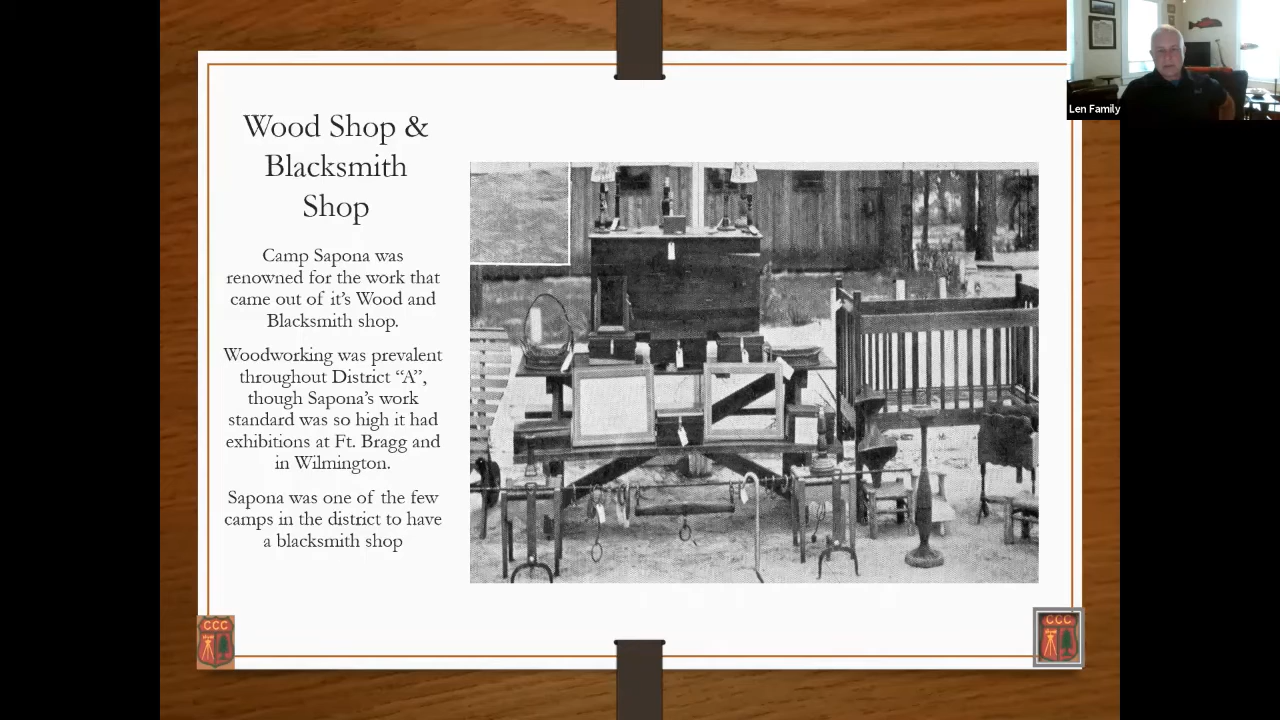 Wood Shop &
Blacksmith
Shop
Camp Sapona was
renowned for the work that
came out of it’s Wood and
Blacksmith shop.
Woodworking was prevalent
throughout District “A”,
though Sapona’s work
standard was so high it had
exhibitions at Ft. Bragg and
in Wilmington.
Sapona was one of the few
camps in the district to have
a blacksmith shop
Len Family
CCC
CCC